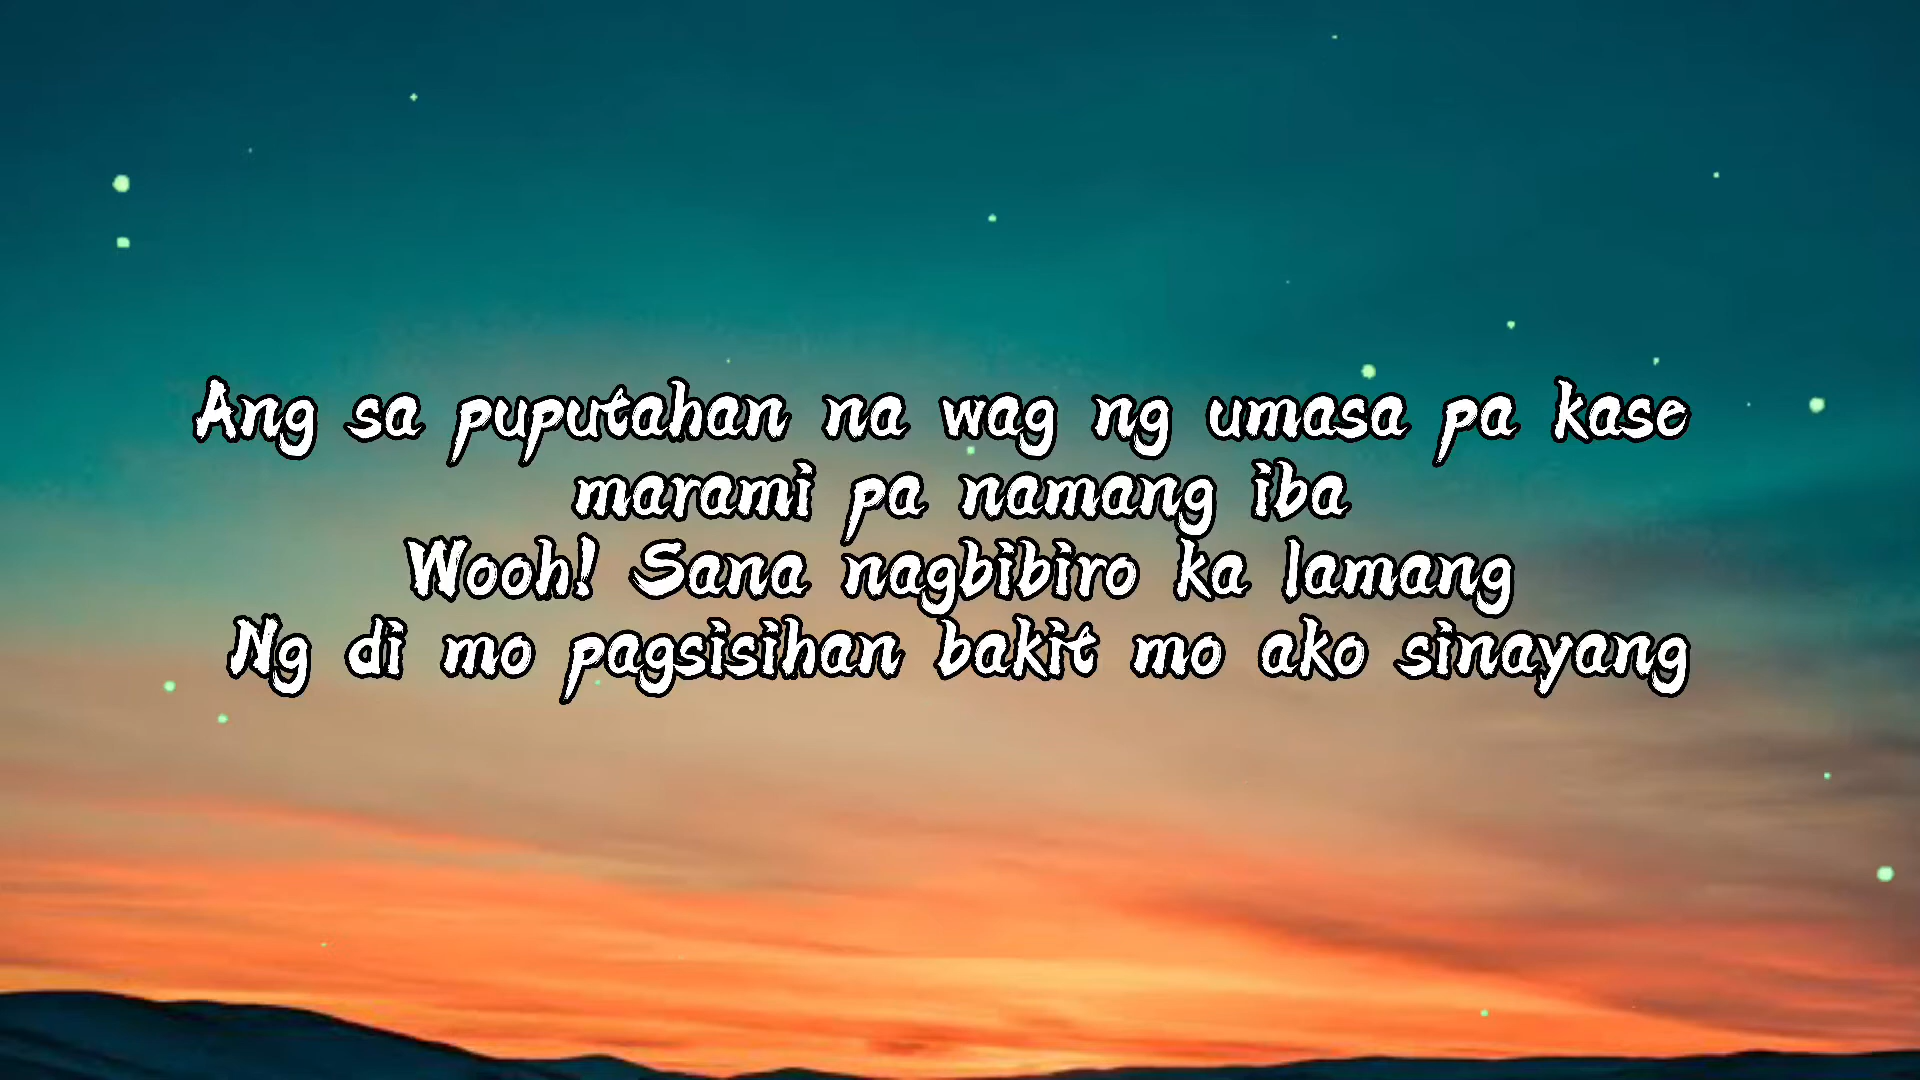 Ang sa puputahan na wag ng umasa pa kase
marami pa namang iba
Wooh! Sana nagbibiro ka lamang
Ng di mo pagsisihan bakit mo ako sinayang